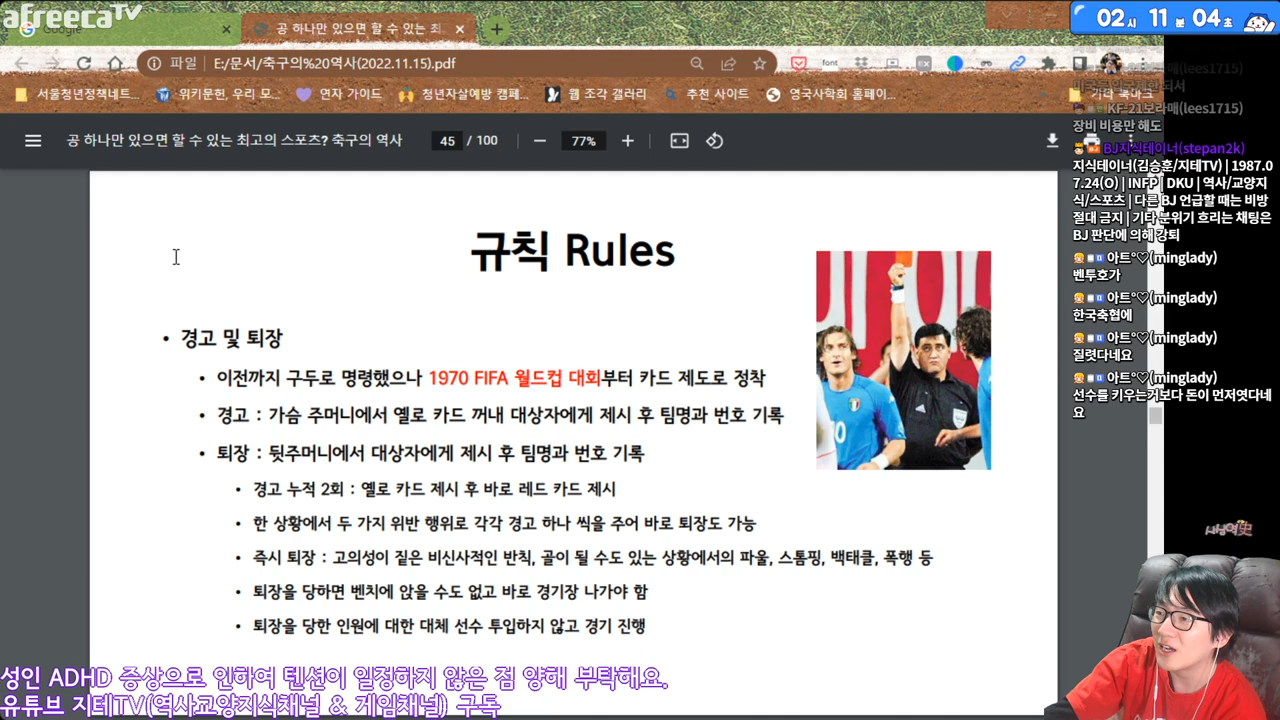 afreecaTV
Google
공 하나만 있으면 할 수 있는 최
02시 11분 04초
파일 | E:/문서/축구의%20역사(2022.11.15).pdf
서울청년정책네트...
위키문헌, 우리 모...
연자 가이드
청년자살예방 캠페...
웹 조각 갤러리
추천 사이트
영국사학회 홈페이...
기타 북마크
공 하나만 있으면 할 수 있는 최고의 스포츠? 축구의 역사
45 / 100
77%
규칙 Rules
• 경고 및 퇴장
• 이전까지 구두로 명령했으나 1970 FIFA 월드컵 대회부터 카드 제도로 정착
• 경고 : 가슴 주머니에서 옐로 카드 꺼내 대상자에게 제시 후 팀명과 번호 기록
• 퇴장 : 뒷주머니에서 대상자에게 제시 후 팀명과 번호 기록
• 경고 누적 2회 : 옐로 카드 제시 후 바로 레드 카드 제시
• 한 상황에서 두 가지 위반 행위로 각각 경고 하나 씩을 주어 바로 퇴장도 가능
• 즉시 퇴장 : 고의성이 짙은 비신사적인 반칙, 골이 될 수도 있는 상황에서의 파울, 스톰핑, 백태클, 폭행 등
• 퇴장을 당하면 벤치에 앉을 수도 없고 바로 경기장 나가야 함
• 퇴장을 당한 인원에 대한 대체 선수 투입하지 않고 경기 진행
KF-21보라매(lees1715)
장비 비용만 해도
BJ지식테이너(stepan2k)
지식테이너(김승훈/지테TV) | 1987.0
7.24(O) | INFP | DKU | 역사/교양지
식/스포츠 | 다른 BJ 언급할 때는 비방
절대 금지 | 기타 분위기 흐리는 채팅은
BJ 판단에 의해 강퇴
아트°♡(minglady)
벤투호가
아트°♡(minglady)
한국축협에
아트°♡(minglady)
질렷다네요
아트°♡(minglady)
선수를 키우는거보다 돈이 먼저엿다네
요
성인 ADHD 증상으로 인하여 텐션이 일정하지 않은 점 양해 부탁해요.
유튜브 지테TV(역사교양지식채널 & 게임채널) 구독